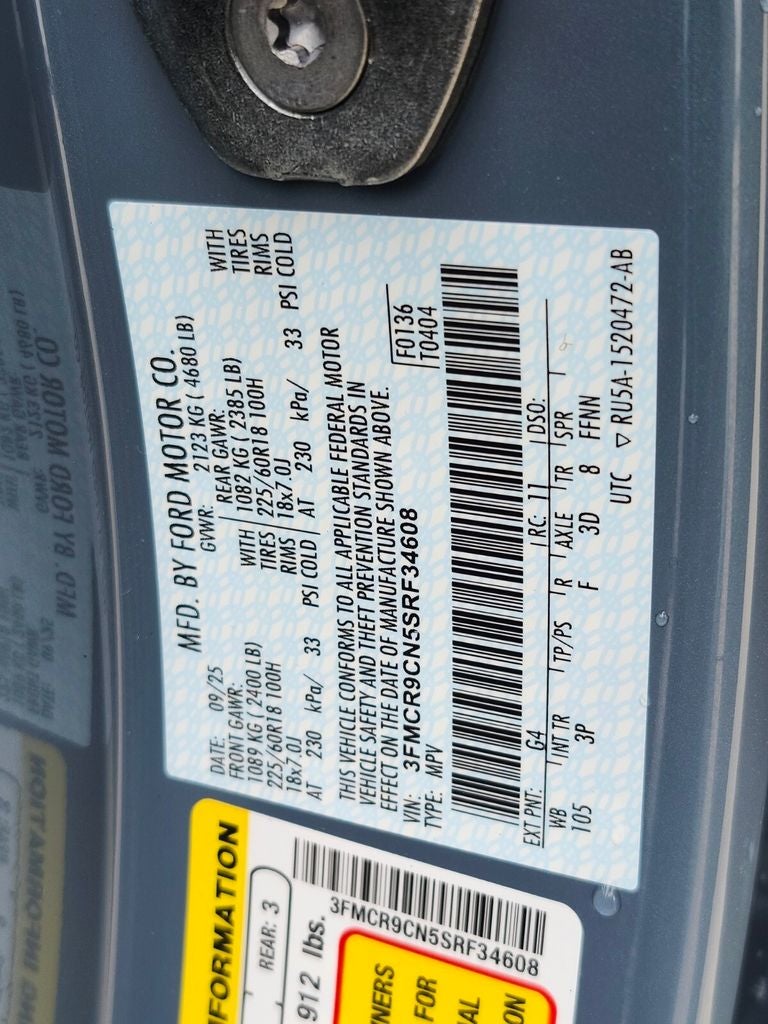 MFD. BY FORD MOTOR CO.
DATE: 09/25 GVWR: 2123 KG ( 4680 LB)
FRONT GAWR: WITH REAR GAWR: WITH
1089 KG ( 2400 LB) TIRES 1082 KG ( 2385 LB) TIRES
225/60R18 100H RIMS 225/60R18 100H RIMS
18x7.0J 18x7.0J
AT 230 kPa/ 33 PSI COLD AT 230 kPa/ 33 PSI COLD
THIS VEHICLE CONFORMS TO ALL APPLICABLE FEDERAL MOTOR
VEHICLE SAFETY AND THEFT PREVENTION STANDARDS IN
EFFECT ON THE DATE OF MANUFACTURE SHOWN ABOVE.
VIN: 3FMCR9CN5SRF34608 F0136
TYPE: MPV T0404
EXT PNT: G4 RC: 11 DSO:
WB INT TR TP/PS R AXLE TR SPR
105 3P F 3D 8 FFNN
UTC ▽ RU5A-1520472-AB
FORMATION
REAR: 3
912 lbs.
3FMCR9CN5SRF34608
NERS
FOR
AL
ON